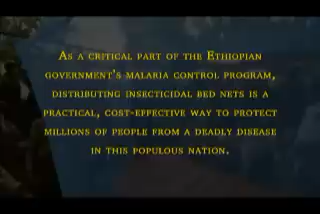 As a critical part of the Ethiopian
government's malaria control program,
distributing insecticidal bed nets is a
practical, cost-effective way to protect
millions of people from a deadly disease
in this populous nation.